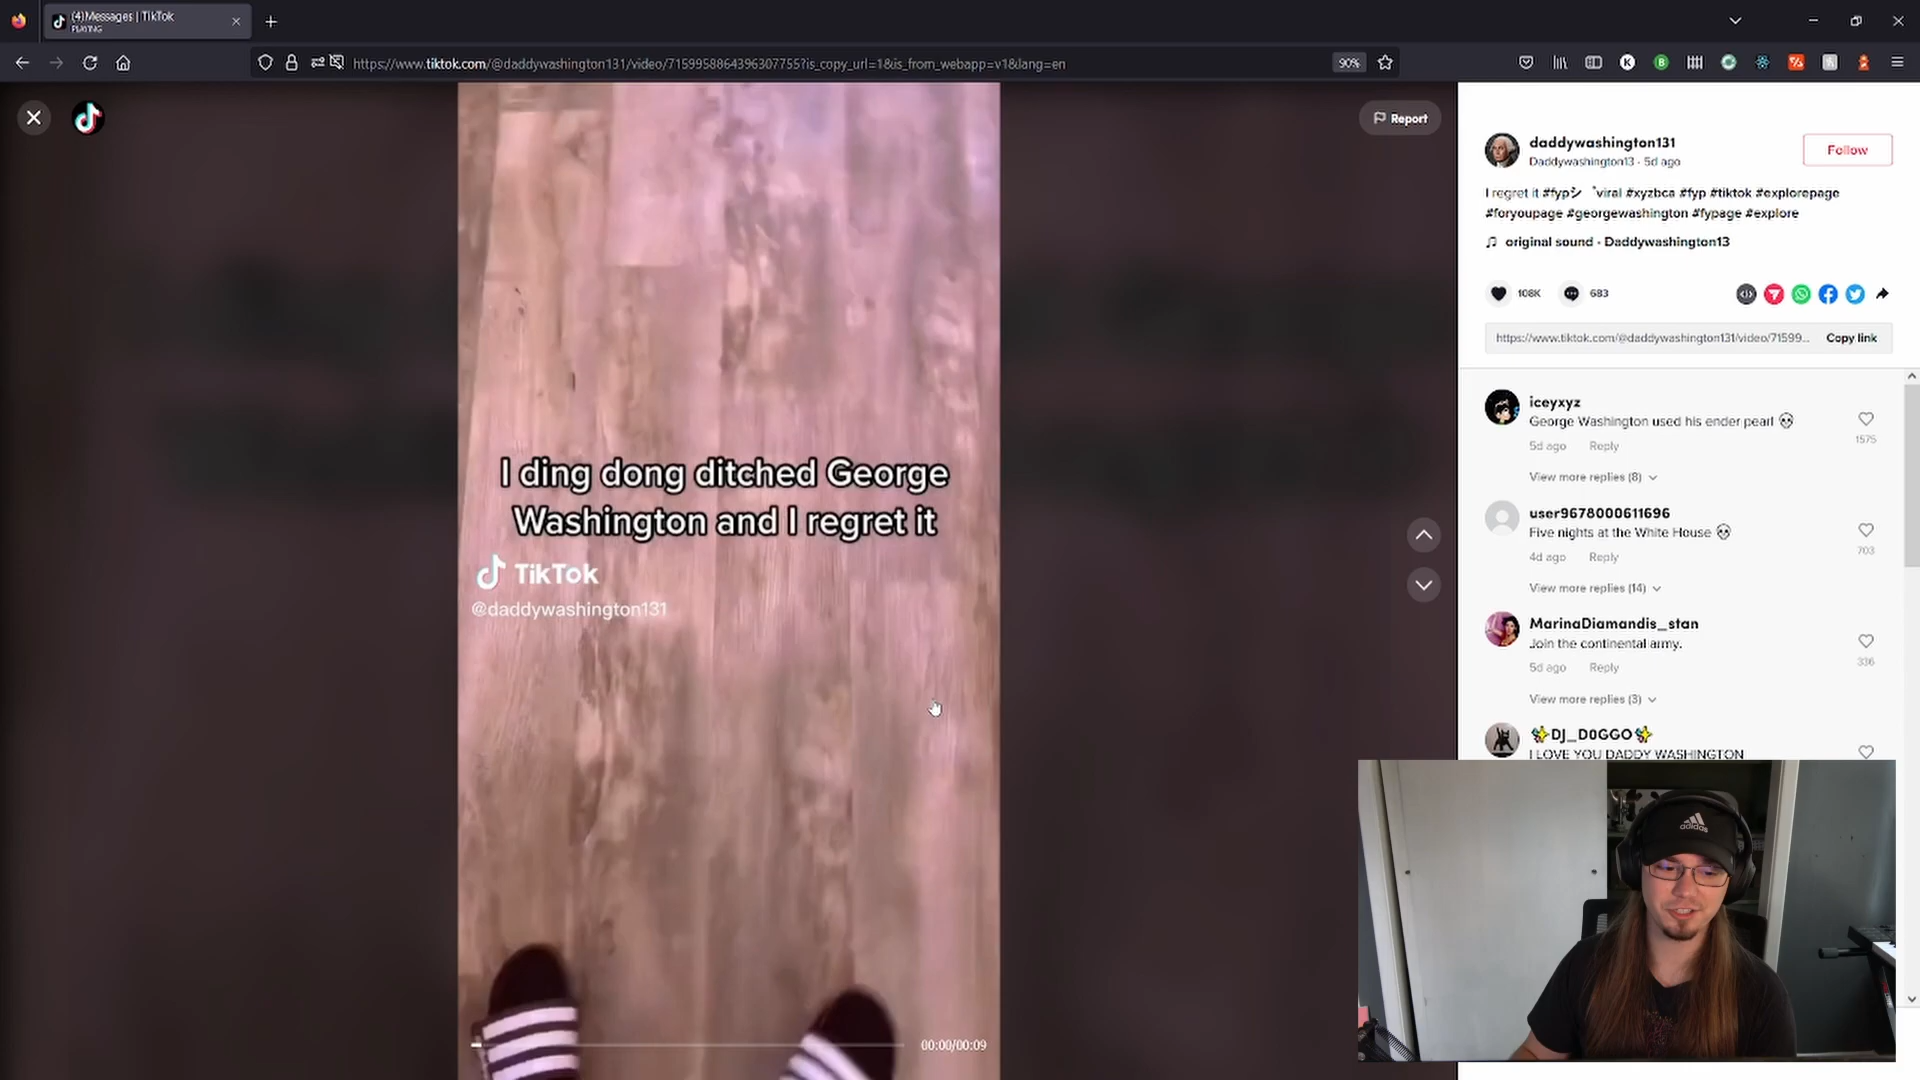 (4)Messages | TikTok
PLAYING
https://www.tiktok.com/@daddywashington131/video/7159958864396307755?is_copy_url=1&is_from_webapp=v1&lang=en
90%
Report
I ding dong ditched George
Washington and I regret it
TikTok
@daddywashington131
00:00/00:09
daddywashington131
Daddywashington13 · 5d ago
Follow
I regret it #fypシ゚viral #xyzbca #fyp #tiktok #explorepage
#foryoupage #georgewashington #fypage #explore
original sound - Daddywashington13
108K
683
https://www.tiktok.com/@daddywashington131/video/71599...
Copy link
iceyxyz
George Washington used his ender pearl 💀
1575
5d ago Reply
View more replies (8)
user9678000611696
Five nights at the White House 💀
703
4d ago Reply
View more replies (14)
MarinaDiamandis_stan
Join the continental army.
336
5d ago Reply
View more replies (3)
✨DJ_D0GGO✨
I LOVE YOU DADDY WASHINGTON
adidas